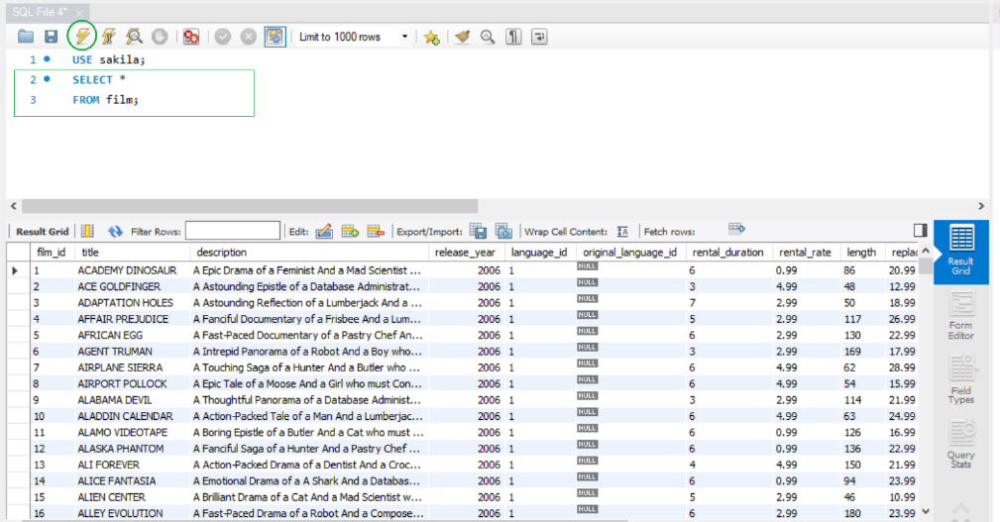 SQL File 4*
Limit to 1000 rows
1 USE sakila;
2 SELECT *
3 FROM film;
Result Grid Filter Rows: Edit: Export/Import: Wrap Cell Content: Fetch rows:
film_id title description release_year language_id original_language_id rental_duration rental_rate length replac
1 ACADEMY DINOSAUR A Epic Drama of a Feminist And a Mad Scientist ... 2006 1 NULL 6 0.99 86 20.99
2 ACE GOLDFINGER A Astounding Epistle of a Database Administrat... 2006 1 NULL 3 4.99 48 12.99
3 ADAPTATION HOLES A Astounding Reflection of a Lumberjack And a ... 2006 1 NULL 7 2.99 50 18.99
4 AFFAIR PREJUDICE A Fanciful Documentary of a Frisbee And a Lum... 2006 1 NULL 5 2.99 117 26.99
5 AFRICAN EGG A Fast-Paced Documentary of a Pastry Chef An... 2006 1 NULL 6 2.99 130 22.99
6 AGENT TRUMAN A Intrepid Panorama of a Robot And a Boy who... 2006 1 NULL 3 2.99 169 17.99
7 AIRPLANE SIERRA A Touching Saga of a Hunter And a Butler who ... 2006 1 NULL 6 4.99 62 28.99
8 AIRPORT POLLOCK A Epic Tale of a Moose And a Girl who must Con... 2006 1 NULL 6 4.99 54 15.99
9 ALABAMA DEVIL A Thoughtful Panorama of a Database Administ... 2006 1 NULL 3 2.99 114 21.99
10 ALADDIN CALENDAR A Action-Packed Tale of a Man And a Lumberjac... 2006 1 NULL 6 4.99 63 24.99
11 ALAMO VIDEOTAPE A Boring Epistle of a Butler And a Cat who must ... 2006 1 NULL 6 0.99 126 16.99
12 ALASKA PHANTOM A Fanciful Saga of a Hunter And a Pastry Chef ... 2006 1 NULL 6 0.99 136 22.99
13 ALI FOREVER A Action-Packed Drama of a Dentist And a Croc... 2006 1 NULL 4 4.99 150 21.99
14 ALICE FANTASIA A Emotional Drama of a A Shark And a Databas... 2006 1 NULL 6 0.99 94 23.99
15 ALIEN CENTER A Brilliant Drama of a Cat And a Mad Scientist w... 2006 1 NULL 5 2.99 46 10.99
16 ALLEY EVOLUTION A Fast-Paced Drama of a Robot And a Compose... 2006 1 NULL 6 2.99 180 23.99
Result
Grid
Form
Editor
Field
Types
Query
Stats